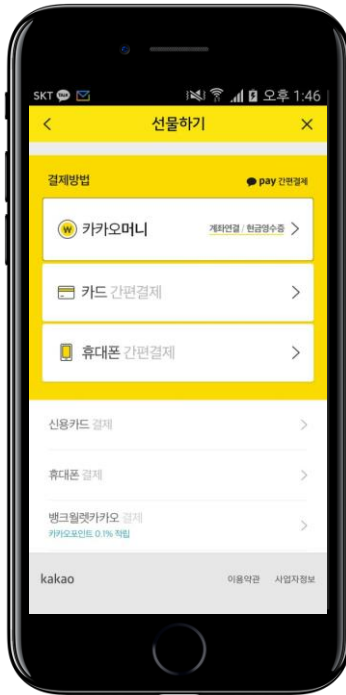 SKT 오후 1:46
선물하기
결제방법 pay 간편결제
카카오머니 계좌연결 / 현금영수증
카드 간편결제
휴대폰 간편결제
신용카드 결제
휴대폰 결제
뱅크월렛카카오 결제
카카오포인트 0.1% 적립
kakao 이용약관 사업자정보